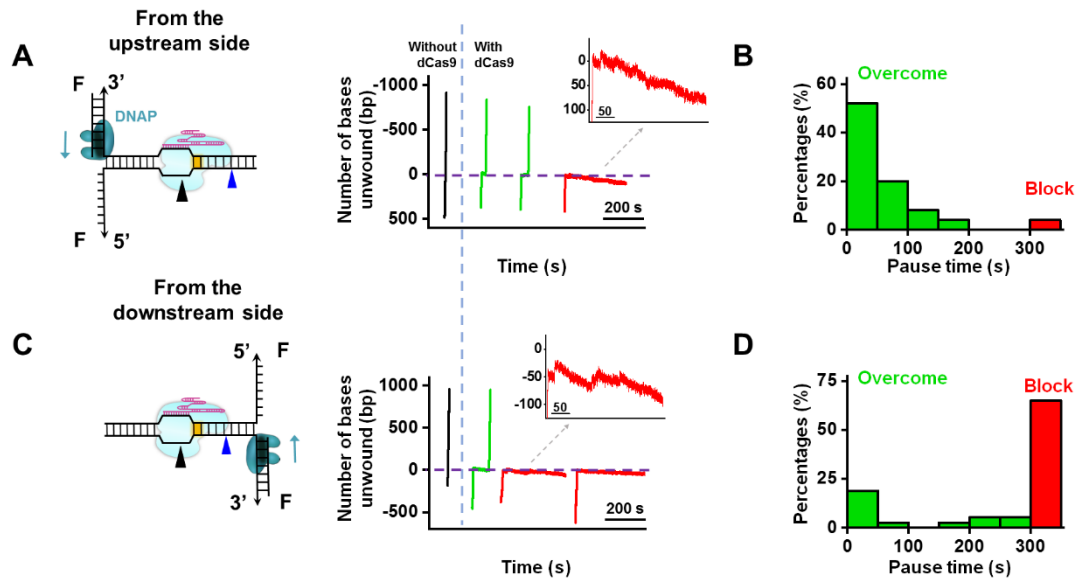 From the
upstream side
A
F
3'
DNAP
F
5'
Without
dCas9
With
dCas9
Number of bases
unwound (bp)
-1000
-500
0
500
0
50
100
50
200 s
Time (s)
B
Percentages (%)
60
40
20
0
Overcome
Block
0
100
200
300
Pause time (s)
From the
downstream side
C
5'
F
3'
F
Number of bases
unwound (bp)
1000
500
0
-500
0
-50
-100
50
200 s
Time (s)
D
Percentages (%)
75
50
25
0
Overcome
Block
0
100
200
300
Pause time (s)